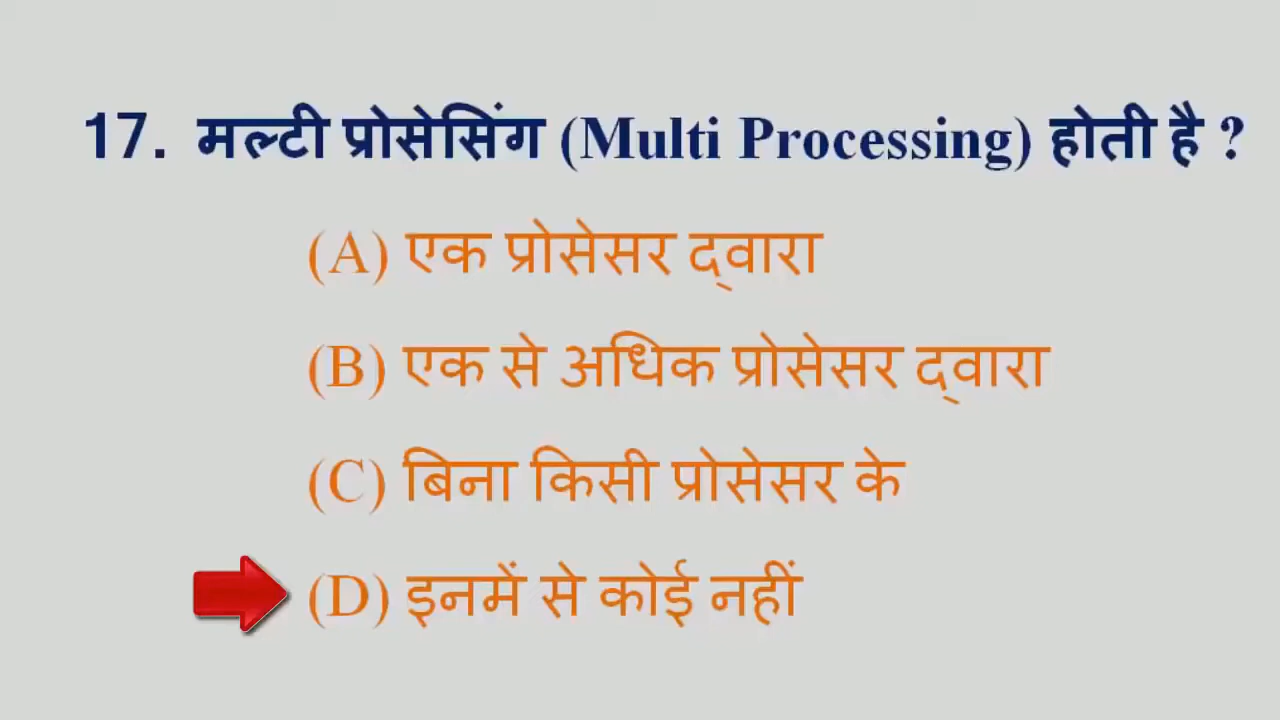 17. मल्टी प्रोसेसिंग (Multi Processing) होती है ?
(A) एक प्रोसेसर द्वारा
(B) एक से अधिक प्रोसेसर द्वारा
(C) बिना किसी प्रोसेसर के
(D) इनमें से कोई नहीं